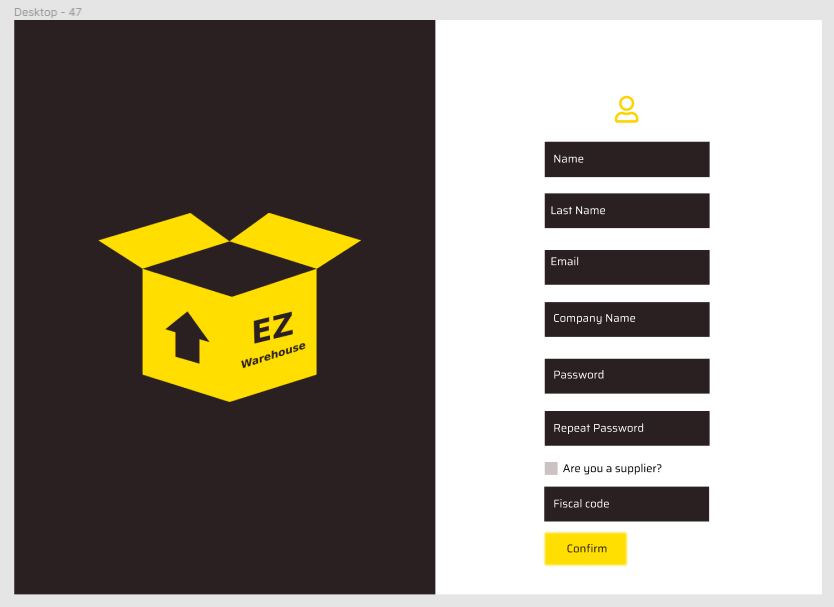 Desktop - 47
EZ
Warehouse
Name
Last Name
Email
Company Name
Password
Repeat Password
Are you a supplier?
Fiscal code
Confirm